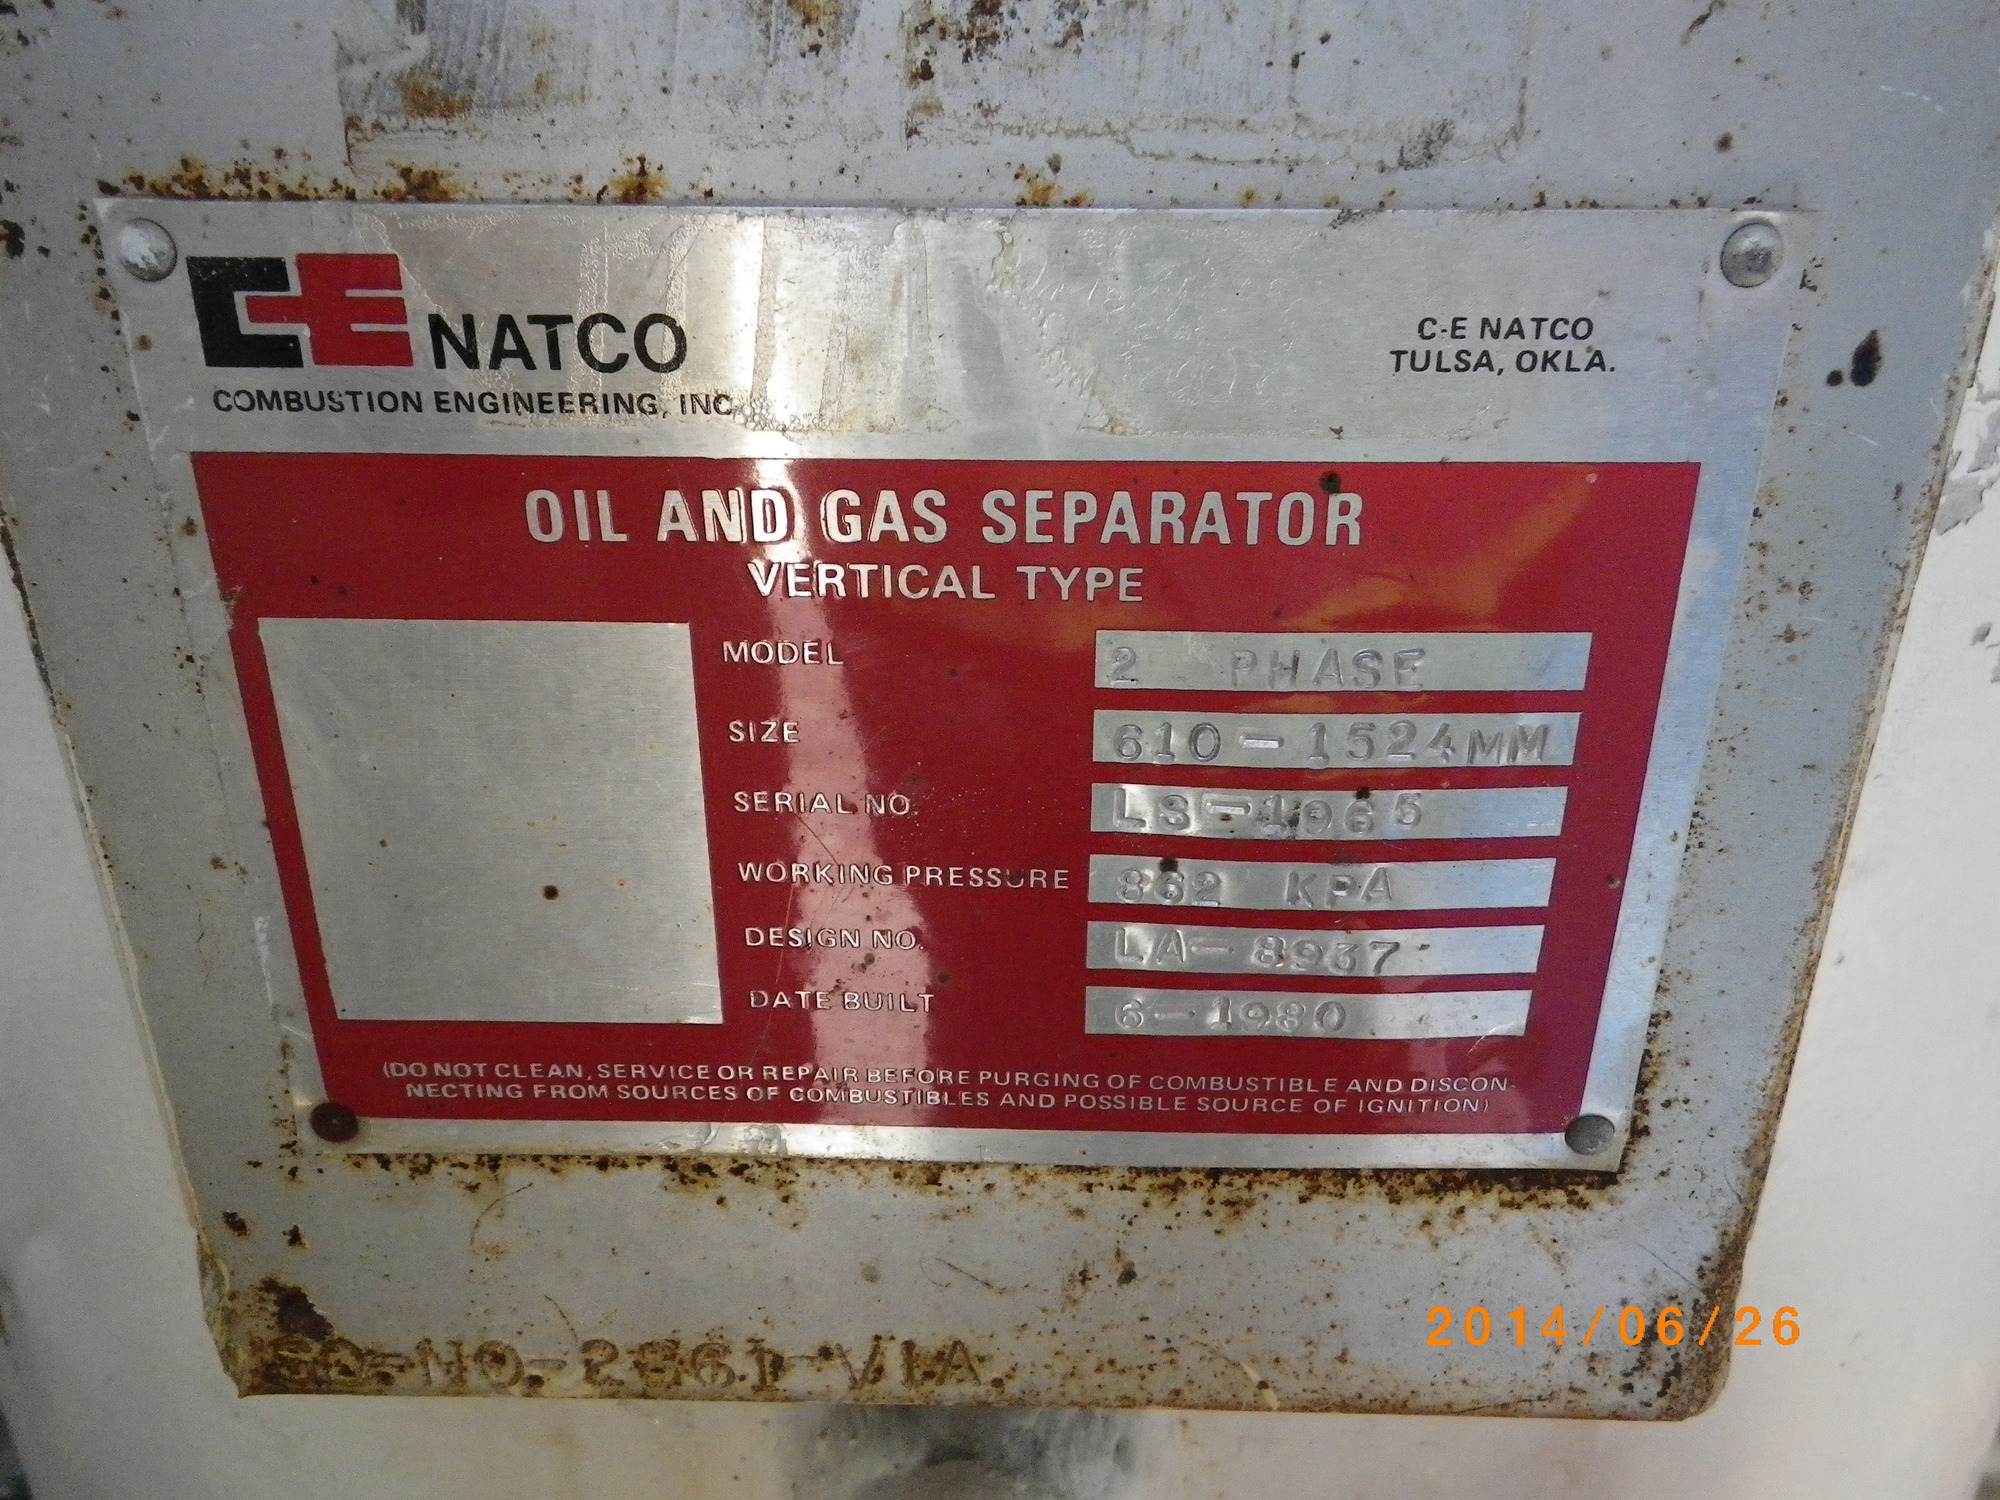 CE NATCO
COMBUSTION ENGINEERING, INC.
C-E NATCO
TULSA, OKLA.
OIL AND GAS SEPARATOR
VERTICAL TYPE
MODEL 2 PHASE
SIZE 610-1524MM
SERIAL NO. LS-1965
WORKING PRESSURE 862 KPA
DESIGN NO. LA-8937
DATE BUILT 6-1980
(DO NOT CLEAN, SERVICE OR REPAIR BEFORE PURGING OF COMBUSTIBLE AND DISCON-
NECTING FROM SOURCES OF COMBUSTIBLES AND POSSIBLE SOURCE OF IGNITION)
2014/06/26